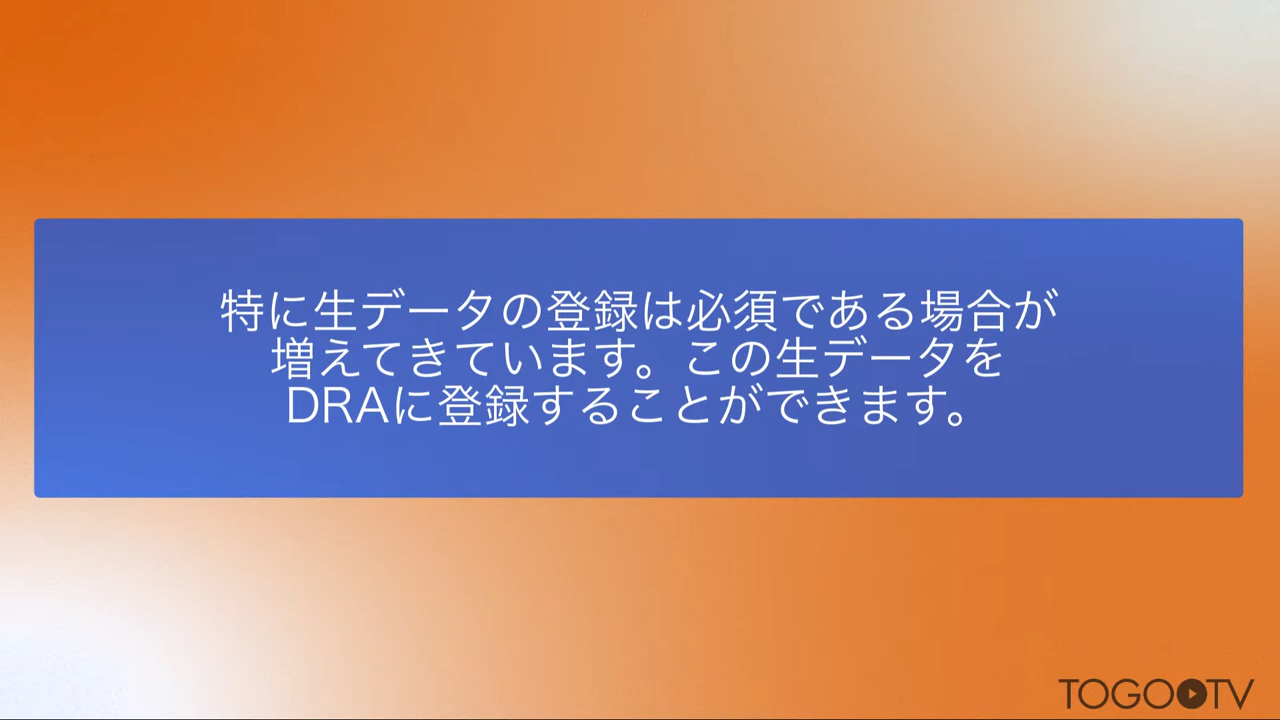 特に生データの登録は必須である場合が
増えてきています。この生データを
DRAに登録することができます。
TOGOTV